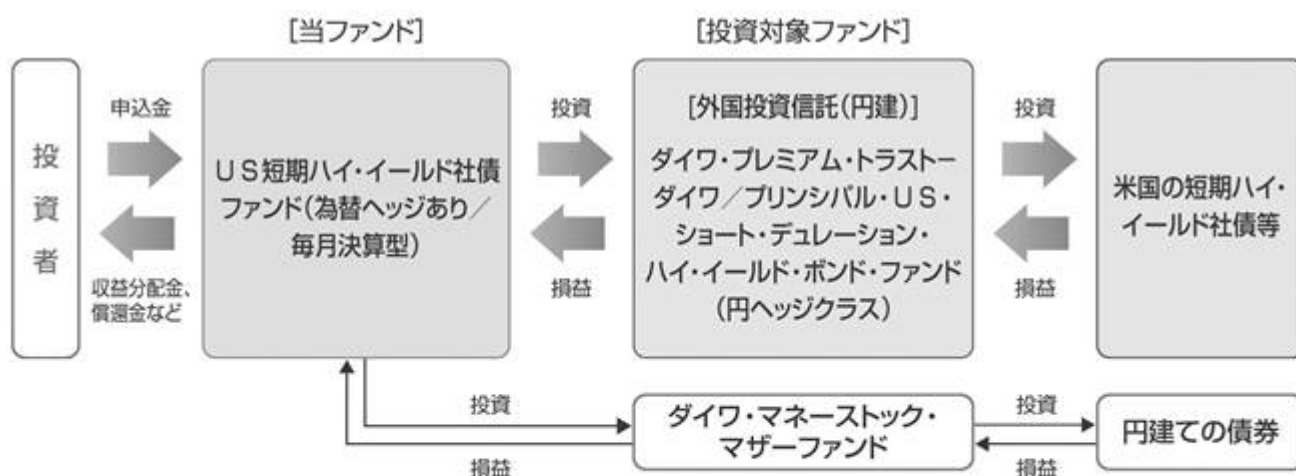 [当ファンド]
[投資対象ファンド]
投資者
申込金
収益分配金、
償還金など
US短期ハイ・イールド社債
ファンド(為替ヘッジあり/
毎月決算型)
投資
損益
[外国投資信託(円建)]
ダイワ・プレミアム・トラスト-
ダイワ/プリンシパル・US・
ショート・デュレーション・
ハイ・イールド・ボンド・ファンド
(円ヘッジクラス)
投資
損益
米国の短期ハイ・
イールド社債等
投資
損益
ダイワ・マネーストック・
マザーファンド
投資
損益
円建ての債券